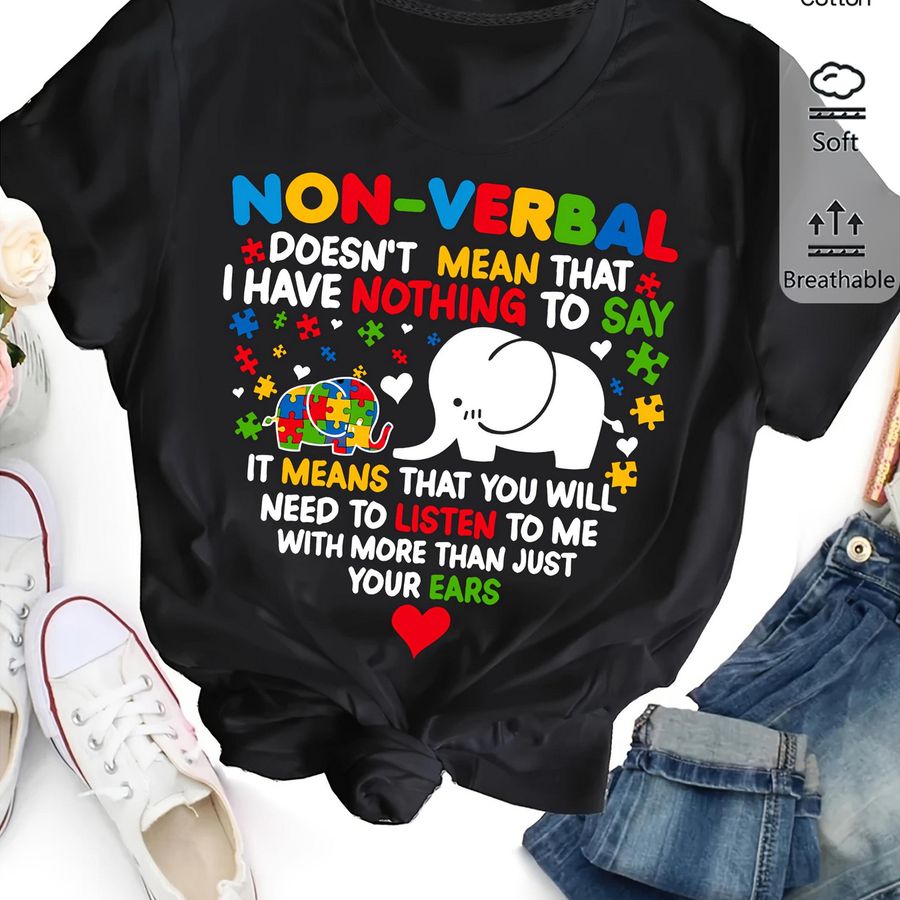 Cotton
Soft
Breathable
NON-VERBAL
DOESN'T MEAN THAT
I HAVE NOTHING TO SAY
IT MEANS THAT YOU WILL
NEED TO LISTEN TO ME
WITH MORE THAN JUST
YOUR EARS